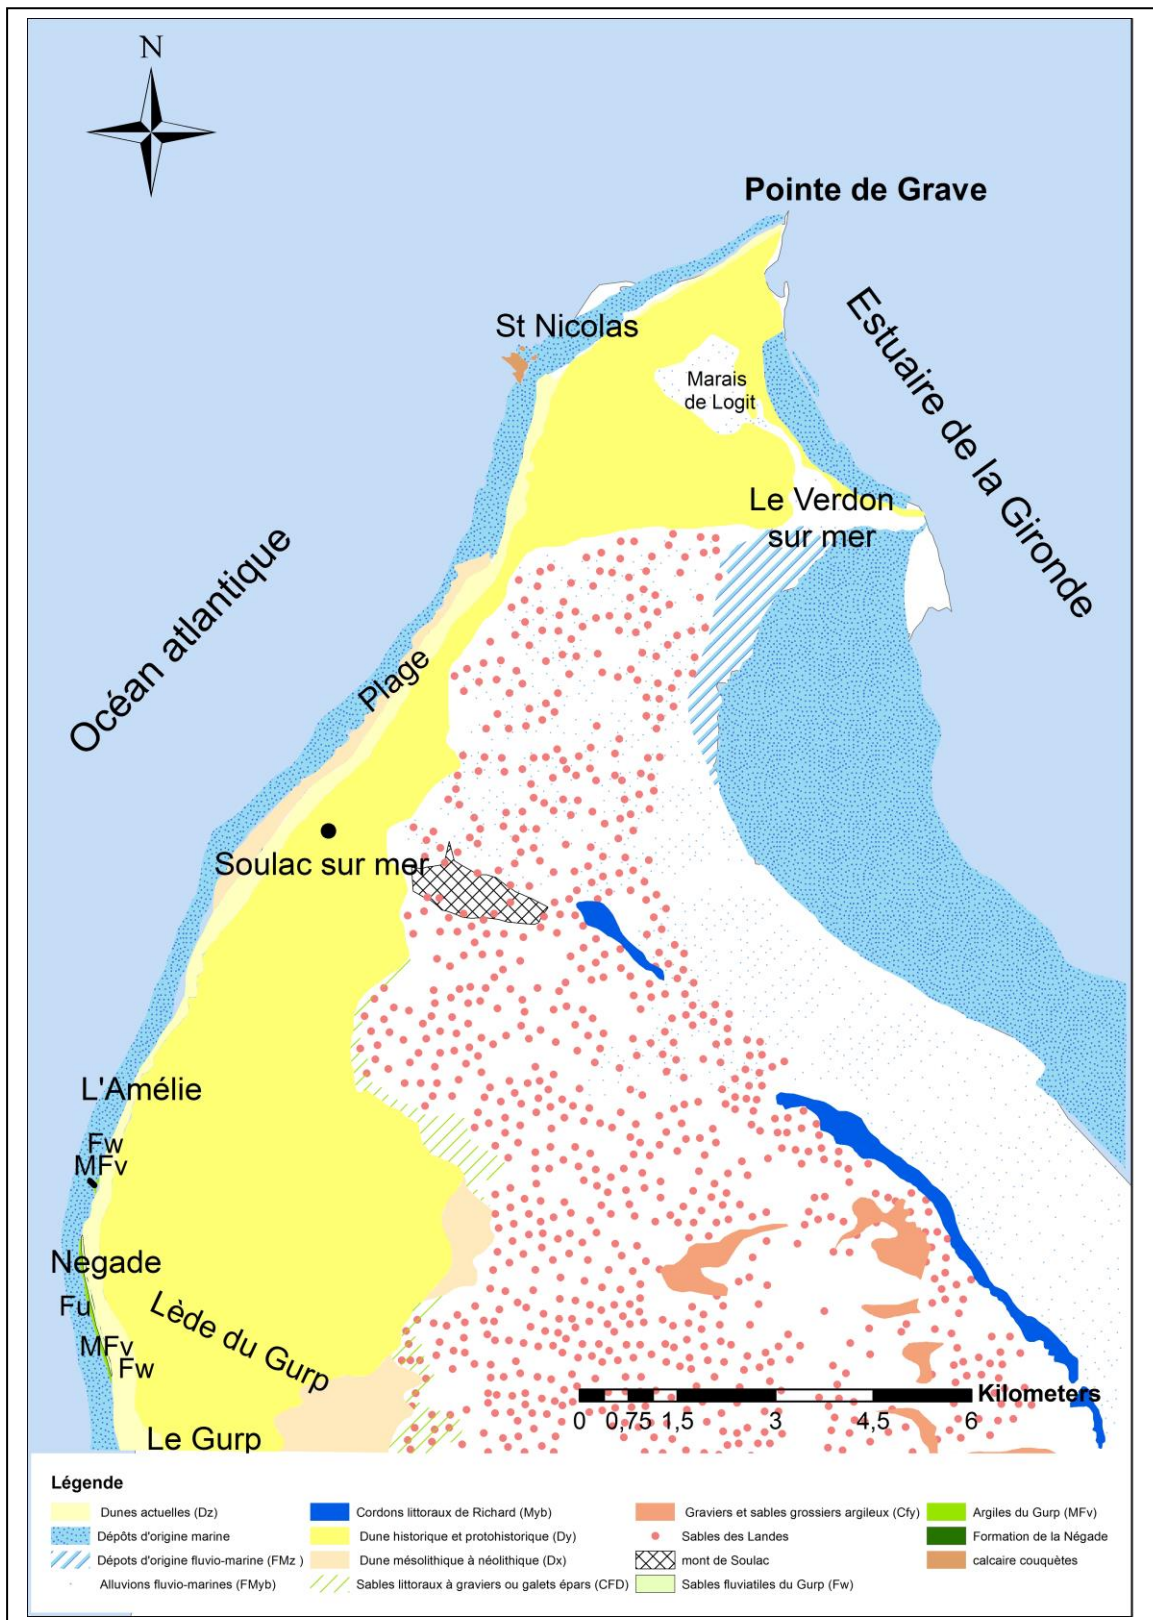 N
Pointe de Grave
St Nicolas
Estuaire de la Gironde
Marais
de Logit
Le Verdon
sur mer
Océan atlantique
Plage
Soulac sur mer
L'Amélie
Fw
MFv
Negade
Fu
Lède du Gurp
MFv
Fw
Kilometers
0 0,75 1,5 3 4,5 6
Le Gurp
Légende
Dunes actuelles (Dz)
Dépôts d'origine marine
Dépots d'origine fluvio-marine (FMz )
Alluvions fluvio-marines (FMyb)
Cordons littoraux de Richard (Myb)
Dune historique et protohistorique (Dy)
Dune mésolithique à néolithique (Dx)
Sables littoraux à graviers ou galets épars (CFD)
Graviers et sables grossiers argileux (Cfy)
Sables des Landes
mont de Soulac
Sables fluviatiles du Gurp (Fw)
Argiles du Gurp (MFv)
Formation de la Négade
calcaire couquètes